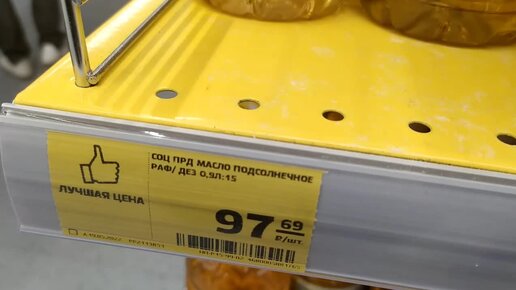 СОЦ ПРД МАСЛО ПОДСОЛНЕЧНОЕ
РАФ/ ДЕЗ 0,9Л:15
ЛУЧШАЯ ЦЕНА
97 69
₽/шт.